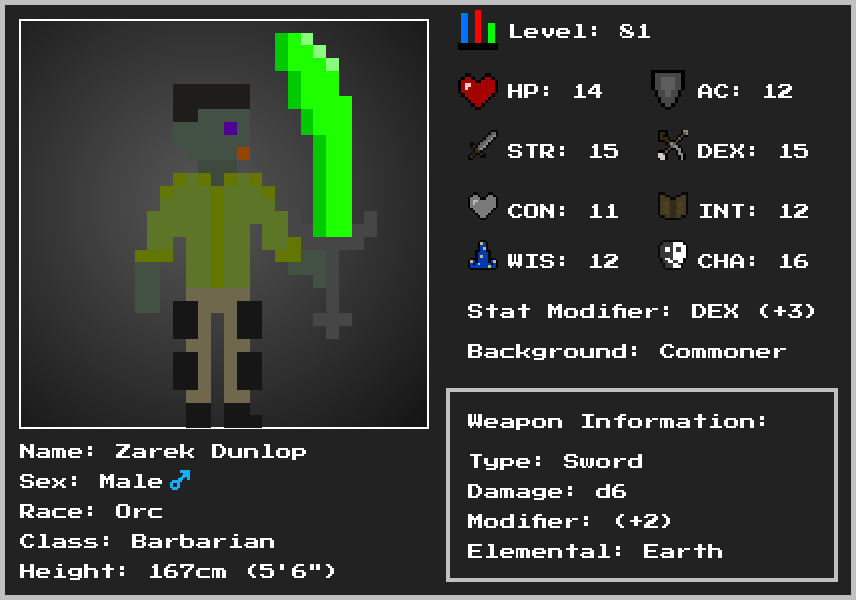 Level: 81
HP: 14
AC: 12
STR: 15
DEX: 15
CON: 11
INT: 12
WIS: 12
CHA: 16
Stat Modifier: DEX (+3)
Background: Commoner
Weapon Information:
Type: Sword
Damage: d6
Modifier: (+2)
Elemental: Earth
Name: Zarek Dunlop
Sex: Male ♂
Race: Orc
Class: Barbarian
Height: 167cm (5'6")